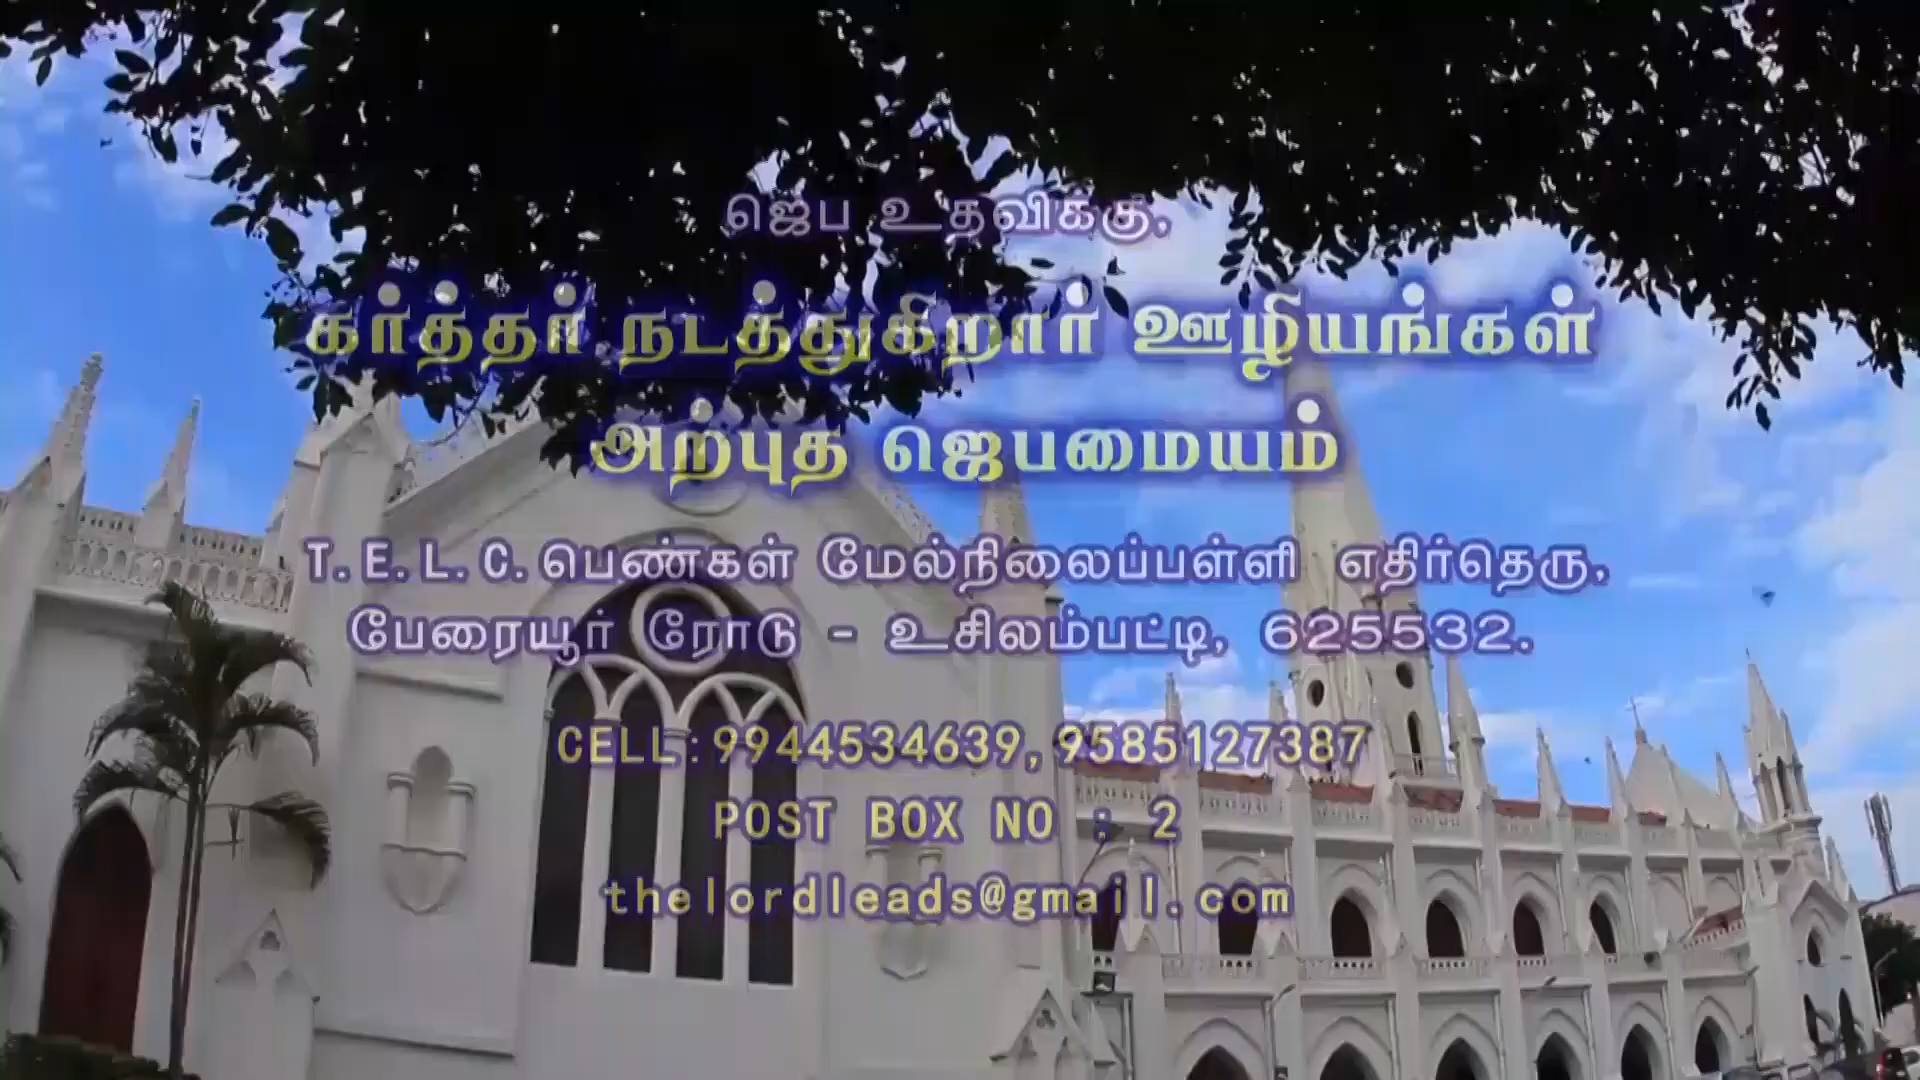 ஜெப உதவிக்கு,
கர்த்தர் நடத்துகிறார் ஊழியங்கள்
அற்புத ஜெபமையம்
T.E.L.C.பெண்கள் மேல்நிலைப்பள்ளி எதிர்தெரு,
பேரையூர் ரோடு - உசிலம்பட்டி, 625532.
CELL:9944534639,9585127387
POST BOX NO : 2
thelordleads@gmail.com